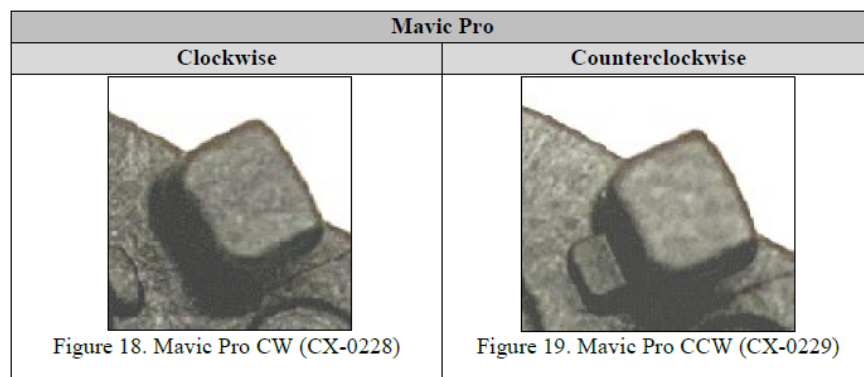 Mavic Pro
Clockwise
Counterclockwise
Figure 18. Mavic Pro CW (CX-0228)
Figure 19. Mavic Pro CCW (CX-0229)